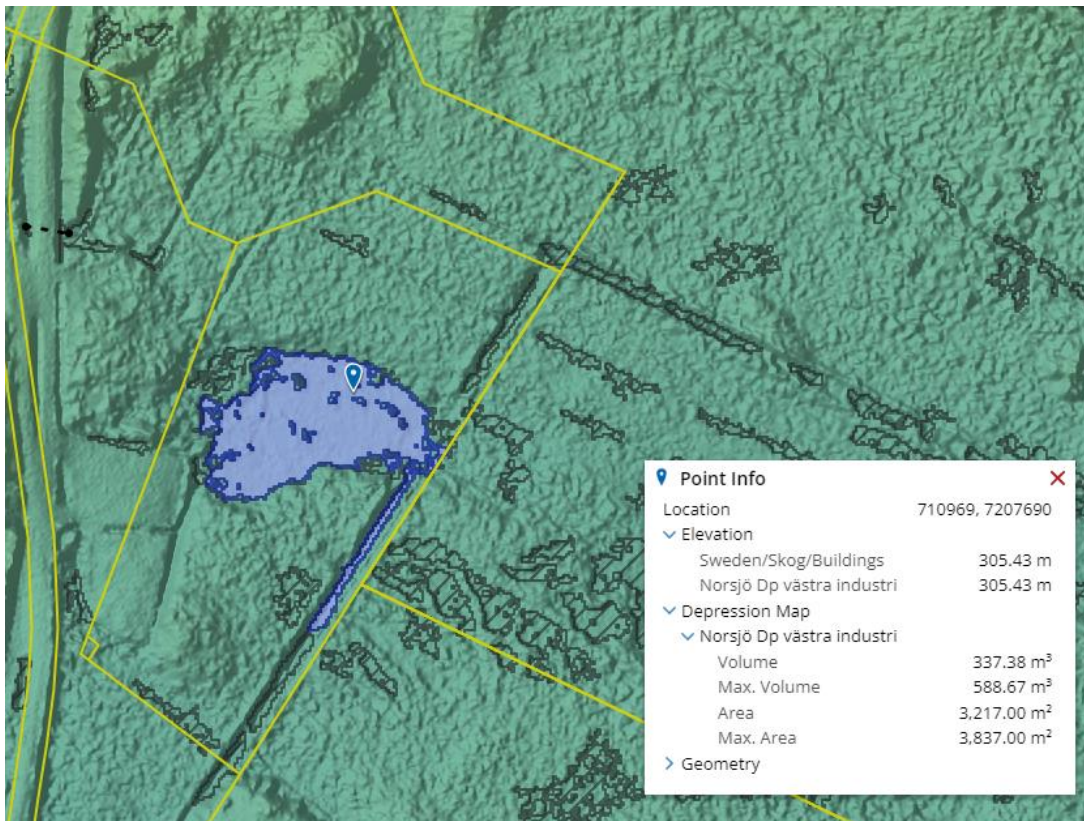 Point Info
Location 710969, 7207690
Elevation
Sweden/Skog/Buildings 305.43 m
Norsjö Dp västra industri 305.43 m
Depression Map
Norsjö Dp västra industri
Volume 337.38 m³
Max. Volume 588.67 m³
Area 3,217.00 m²
Max. Area 3,837.00 m²
Geometry